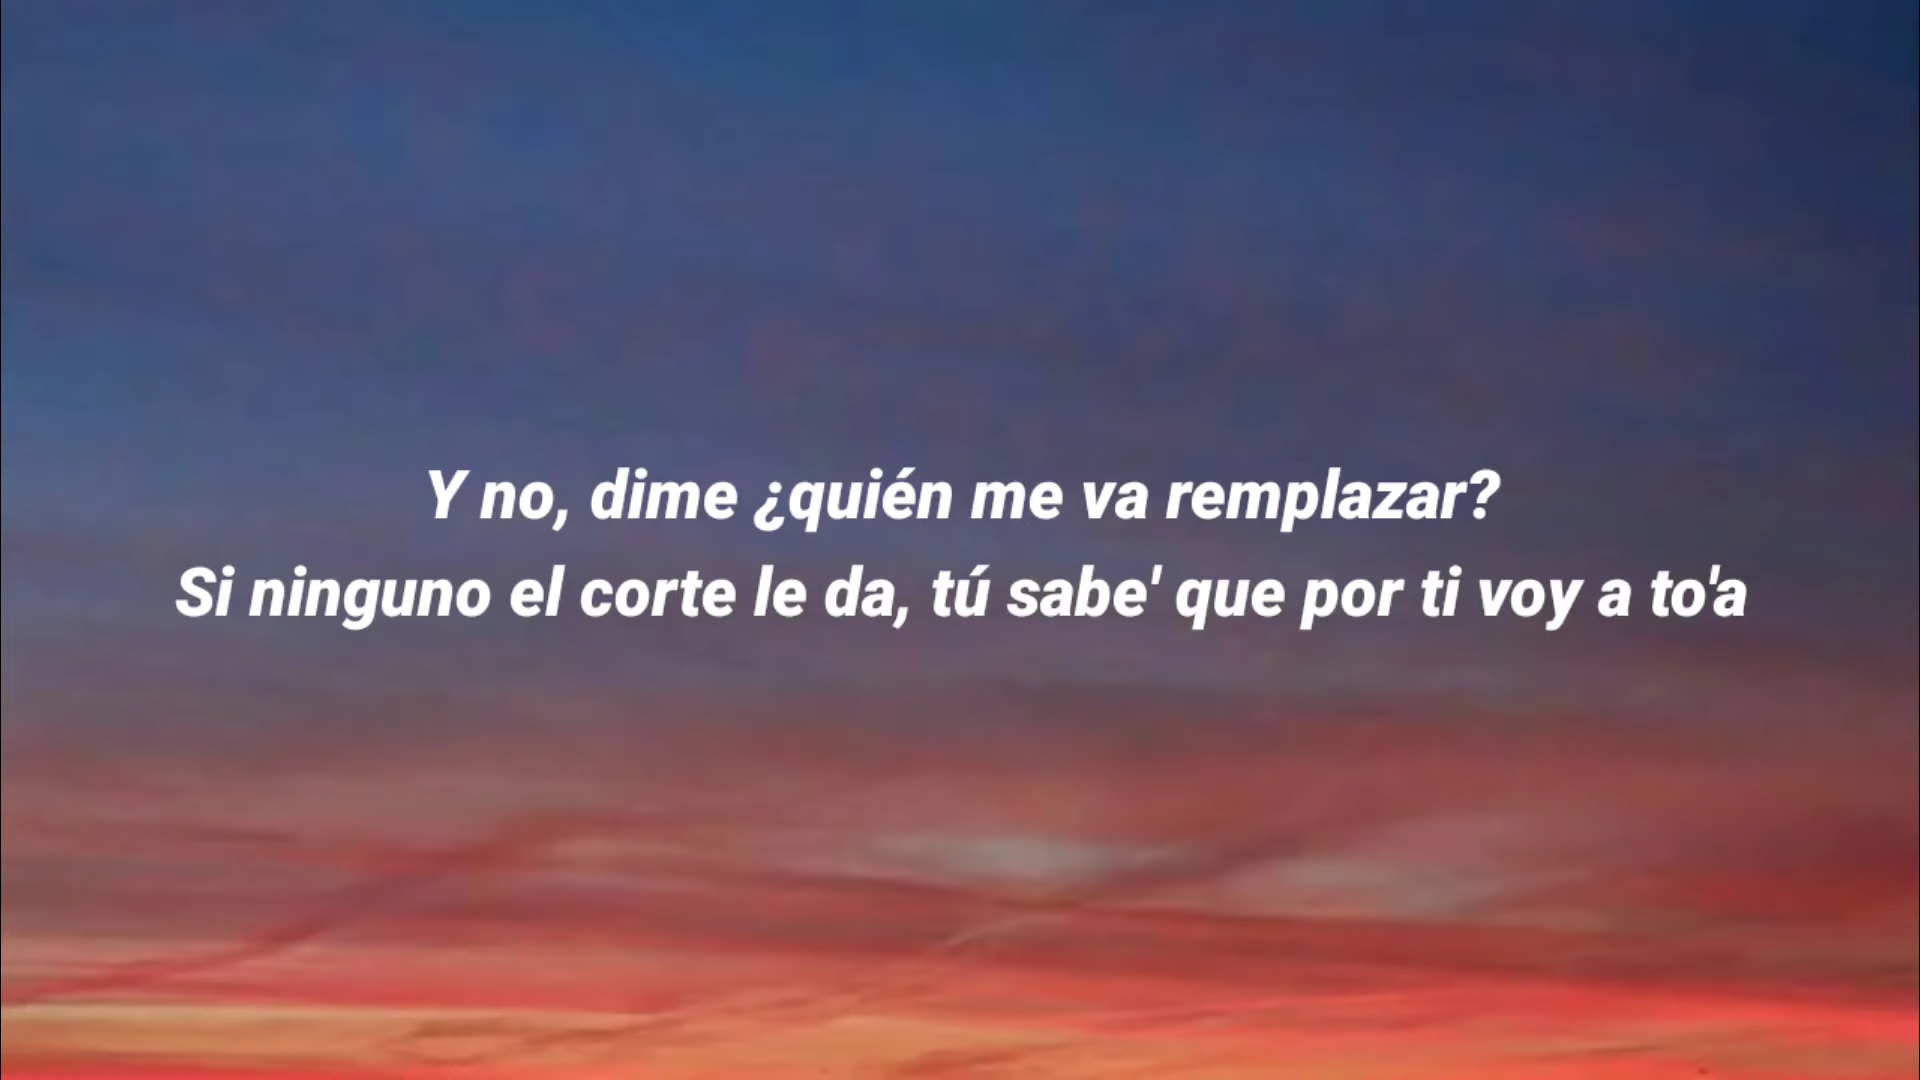 Y no, dime ¿quién me va remplazar?
Si ninguno el corte le da, tú sabe' que por ti voy a to'a